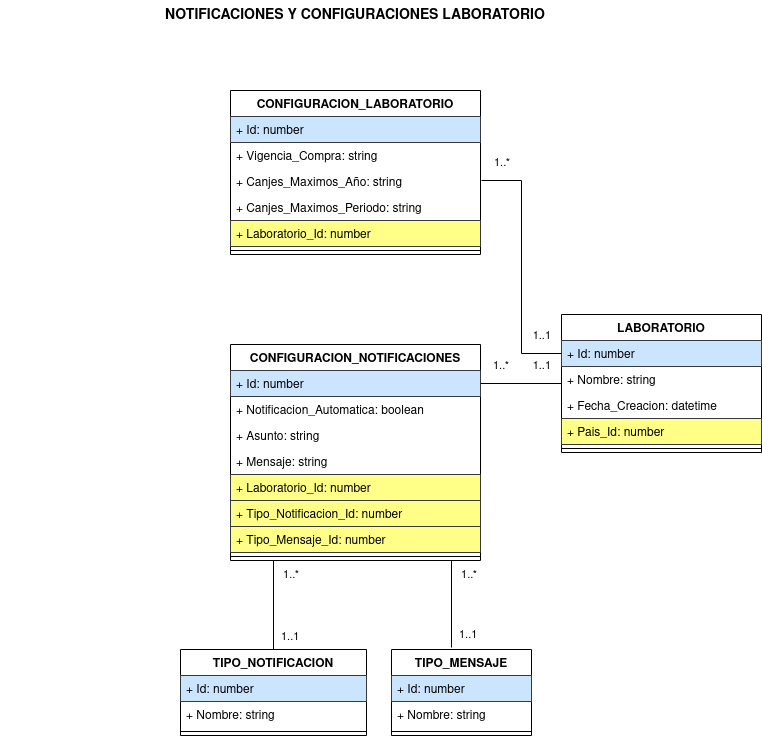 NOTIFICACIONES Y CONFIGURACIONES LABORATORIO
CONFIGURACION_LABORATORIO
+ Id: number
+ Vigencia_Compra: string
+ Canjes_Maximos_Año: string
+ Canjes_Maximos_Periodo: string
+ Laboratorio_Id: number
1..*
1..1
LABORATORIO
+ Id: number
+ Nombre: string
+ Fecha_Creacion: datetime
+ Pais_Id: number
CONFIGURACION_NOTIFICACIONES
+ Id: number
+ Notificacion_Automatica: boolean
+ Asunto: string
+ Mensaje: string
+ Laboratorio_Id: number
+ Tipo_Notificacion_Id: number
+ Tipo_Mensaje_Id: number
1..*
1..1
1..*
1..*
1..1
1..1
TIPO_NOTIFICACION
+ Id: number
+ Nombre: string
TIPO_MENSAJE
+ Id: number
+ Nombre: string